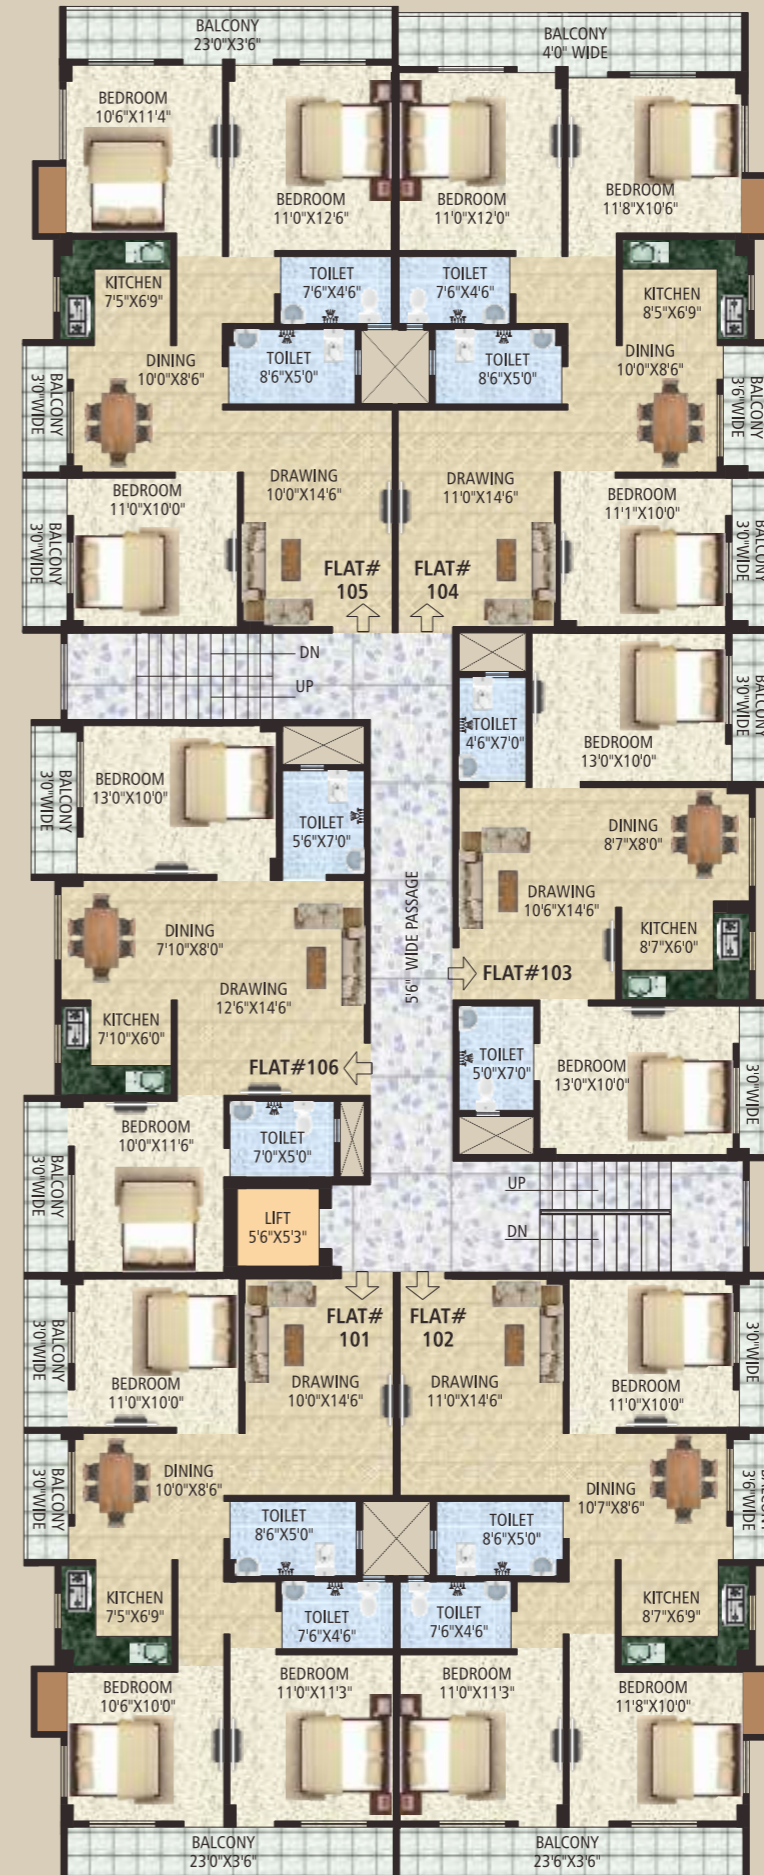 BALCONY
23'0"X3'6"
BALCONY
4'0" WIDE
BEDROOM
10'6"X11'4"
BEDROOM
11'0"X12'6"
BEDROOM
11'0"X12'0"
BEDROOM
11'8"X10'6"
KITCHEN
7'5"X6'9"
TOILET
7'6"X4'6"
TOILET
7'6"X4'6"
KITCHEN
8'5"X6'9"
DINING
10'0"X8'6"
TOILET
8'6"X5'0"
TOILET
8'6"X5'0"
DINING
10'0"X8'6"
BALCONY
3'0"WIDE
BALCONY
3'6"WIDE
BEDROOM
11'0"X10'0"
DRAWING
10'0"X14'6"
DRAWING
11'0"X14'6"
BEDROOM
11'1"X10'0"
BALCONY
3'0"WIDE
BALCONY
3'0"WIDE
FLAT#
105
FLAT#
104
DN
UP
BALCONY
3'0"WIDE
TOILET
4'6"X7'0"
BEDROOM
13'0"X10'0"
BEDROOM
13'0"X10'0"
BALCONY
3'0"WIDE
TOILET
5'6"X7'0"
DINING
8'7"X8'0"
DRAWING
10'6"X14'6"
KITCHEN
8'7"X6'0"
DINING
7'10"X8'0"
5'6" WIDE PASSAGE
FLAT#103
DRAWING
12'6"X14'6"
KITCHEN
7'10"X6'0"
FLAT#106
TOILET
5'0"X7'0"
BEDROOM
13'0"X10'0"
3'0"WIDE
BEDROOM
10'0"X11'6"
TOILET
7'0"X5'0"
BALCONY
3'0"WIDE
UP
DN
LIFT
5'6"X5'3"
FLAT#
101
FLAT#
102
BALCONY
3'0"WIDE
BEDROOM
11'0"X10'0"
DRAWING
10'0"X14'6"
DRAWING
11'0"X14'6"
BEDROOM
11'0"X10'0"
3'0"WIDE
BALCONY
3'0"WIDE
DINING
10'0"X8'6"
DINING
10'7"X8'6"
BALCONY
3'6"WIDE
TOILET
8'6"X5'0"
TOILET
8'6"X5'0"
KITCHEN
7'5"X6'9"
TOILET
7'6"X4'6"
TOILET
7'6"X4'6"
KITCHEN
8'7"X6'9"
BEDROOM
10'6"X10'0"
BEDROOM
11'0"X11'3"
BEDROOM
11'0"X11'3"
BEDROOM
11'8"X10'0"
BALCONY
23'0"X3'6"
BALCONY
23'6"X3'6"